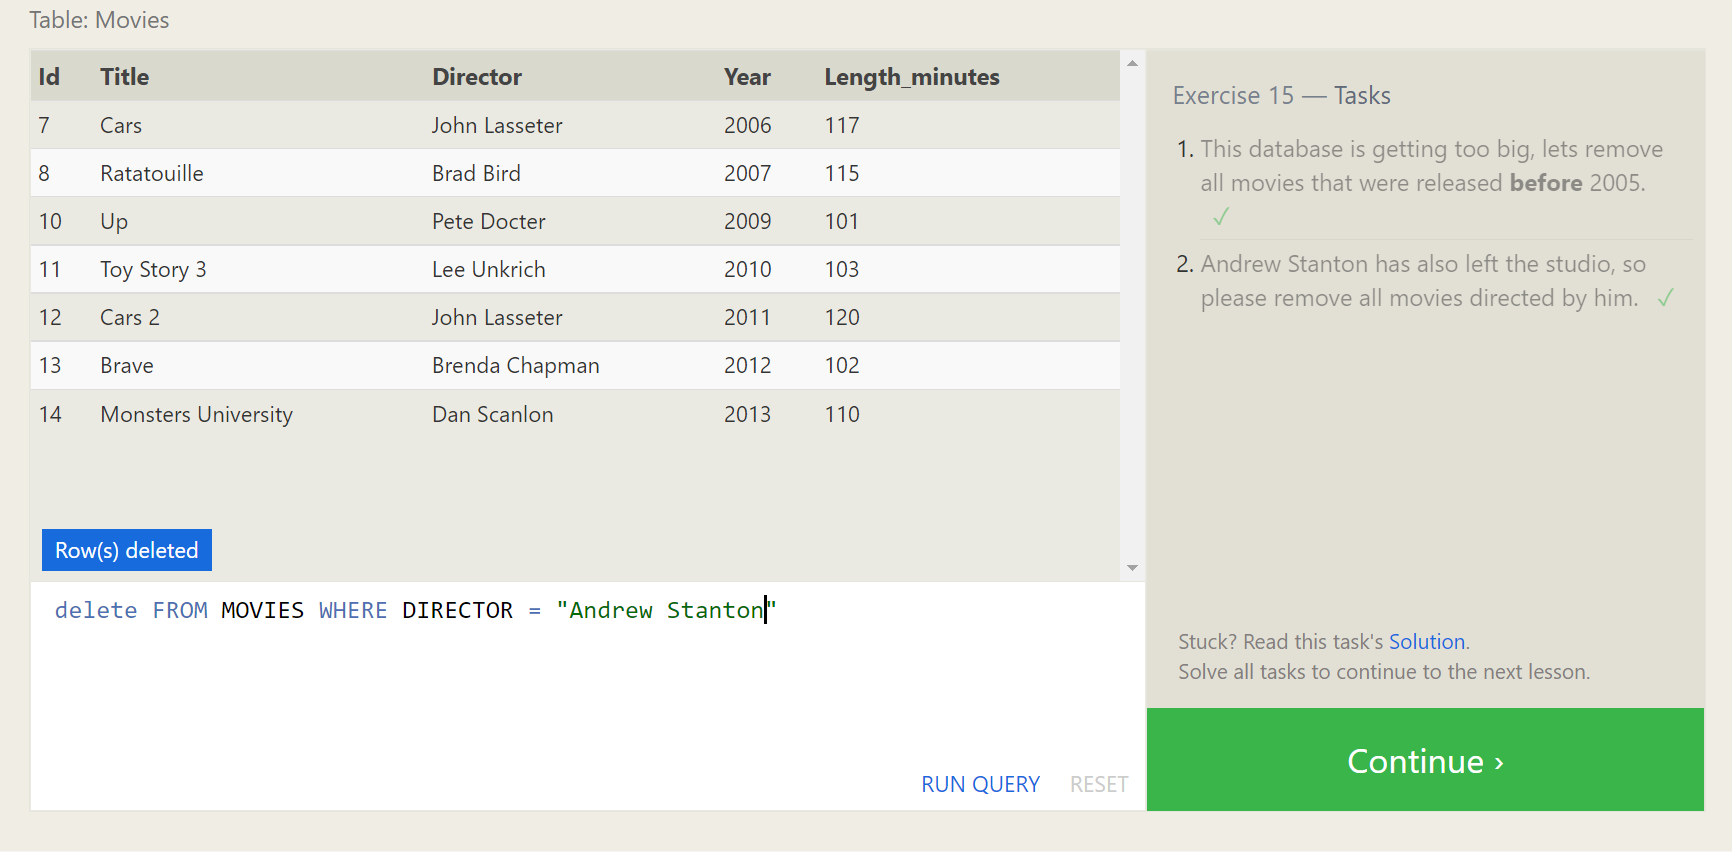 Table: Movies
Id Title Director Year Length_minutes
7 Cars John Lasseter 2006 117
8 Ratatouille Brad Bird 2007 115
10 Up Pete Docter 2009 101
11 Toy Story 3 Lee Unkrich 2010 103
12 Cars 2 John Lasseter 2011 120
13 Brave Brenda Chapman 2012 102
14 Monsters University Dan Scanlon 2013 110
Row(s) deleted
delete FROM MOVIES WHERE DIRECTOR = "Andrew Stanton"
RUN QUERY RESET
Exercise 15 — Tasks
1. This database is getting too big, lets remove
all movies that were released before 2005.
✓
2. Andrew Stanton has also left the studio, so
please remove all movies directed by him. ✓
Stuck? Read this task's Solution.
Solve all tasks to continue to the next lesson.
Continue ›